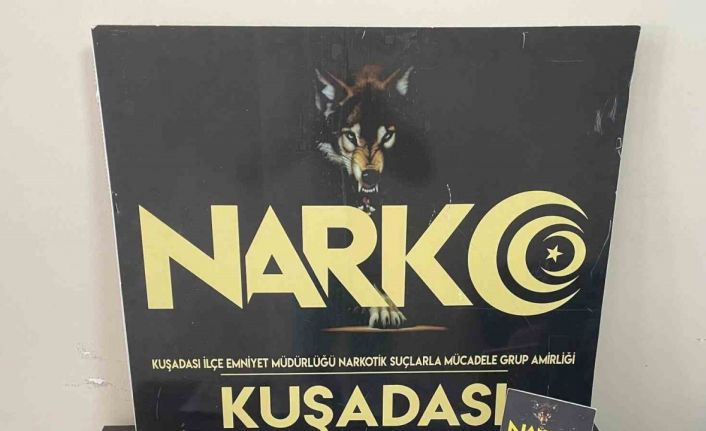 NARKO
KUŞADASI İLÇE EMNİYET MÜDÜRLÜĞÜ NARKOTİK SUÇLARLA MÜCADELE GRUP AMİRLİĞİ
KUŞADASI